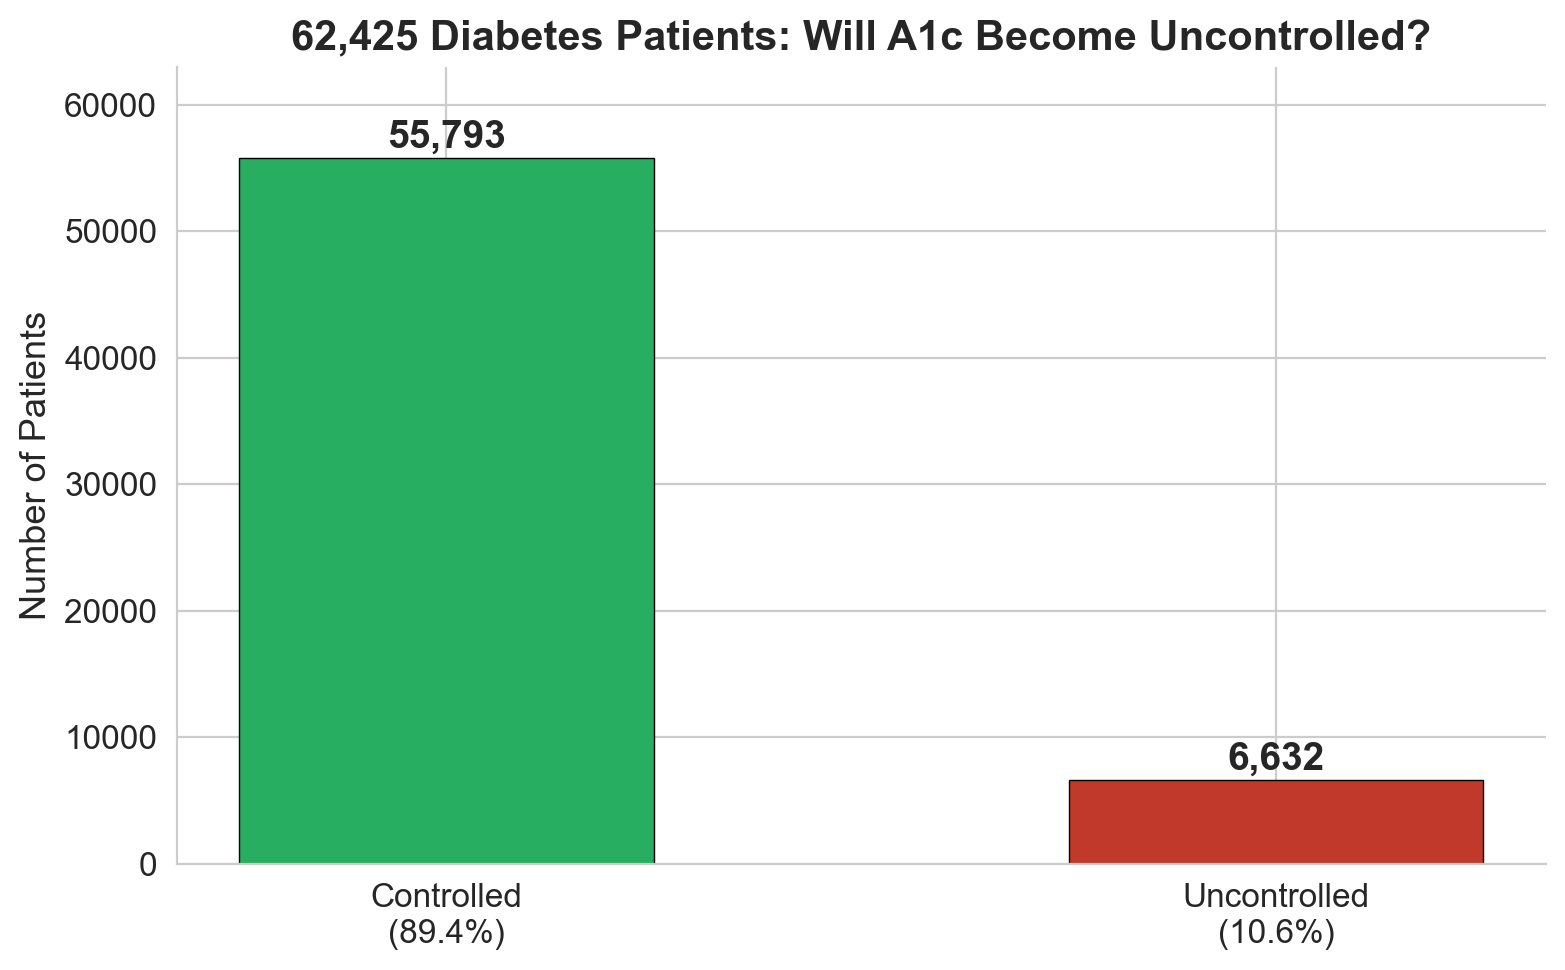 62,425 Diabetes Patients: Will A1c Become Uncontrolled?
Number of Patients
60000
50000
40000
30000
20000
10000
0
55,793
6,632
Controlled
(89.4%)
Uncontrolled
(10.6%)